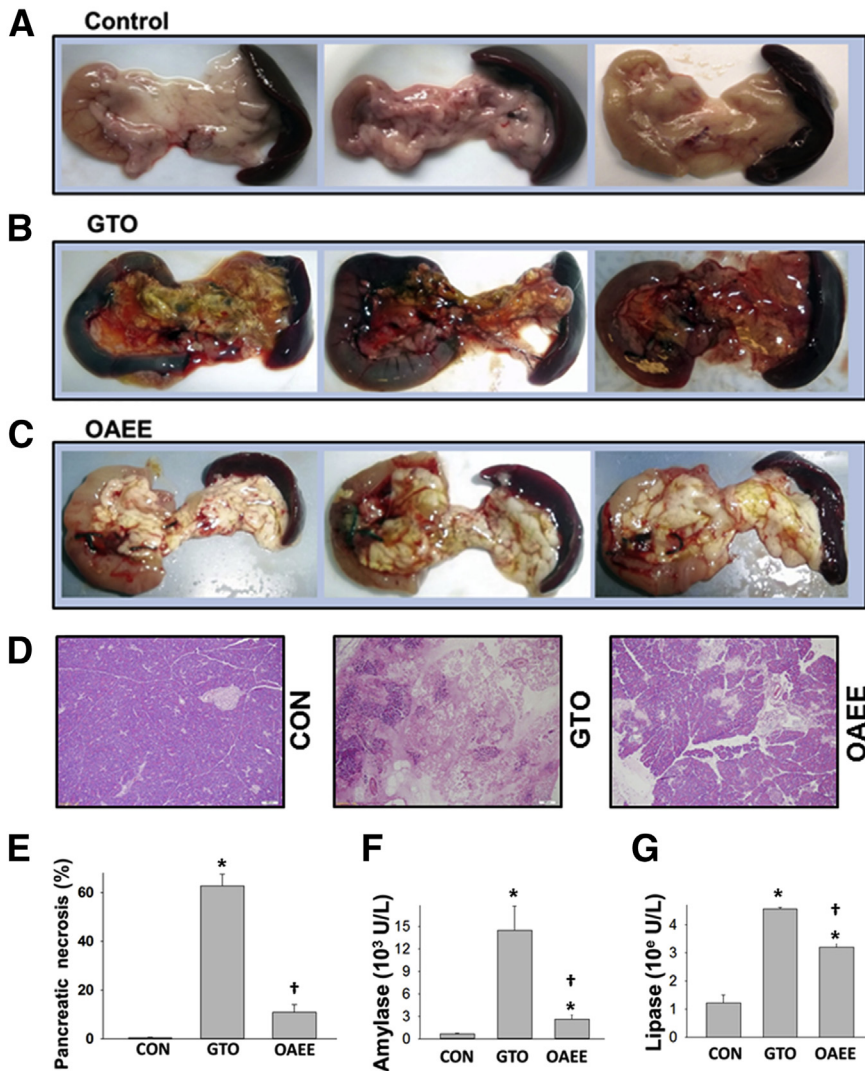 A
Control
B
GTO
C
OAEE
D
CON
GTO
OAEE
E
Pancreatic necrosis (%)
60
40
20
0
*
†
CON GTO OAEE
F
Amylase (10³ U/L)
15
12
9
6
3
0
*
†
*
CON GTO OAEE
G
Lipase (10ᵉ U/L)
4
3
2
1
0
*
†
*
CON GTO OAEE